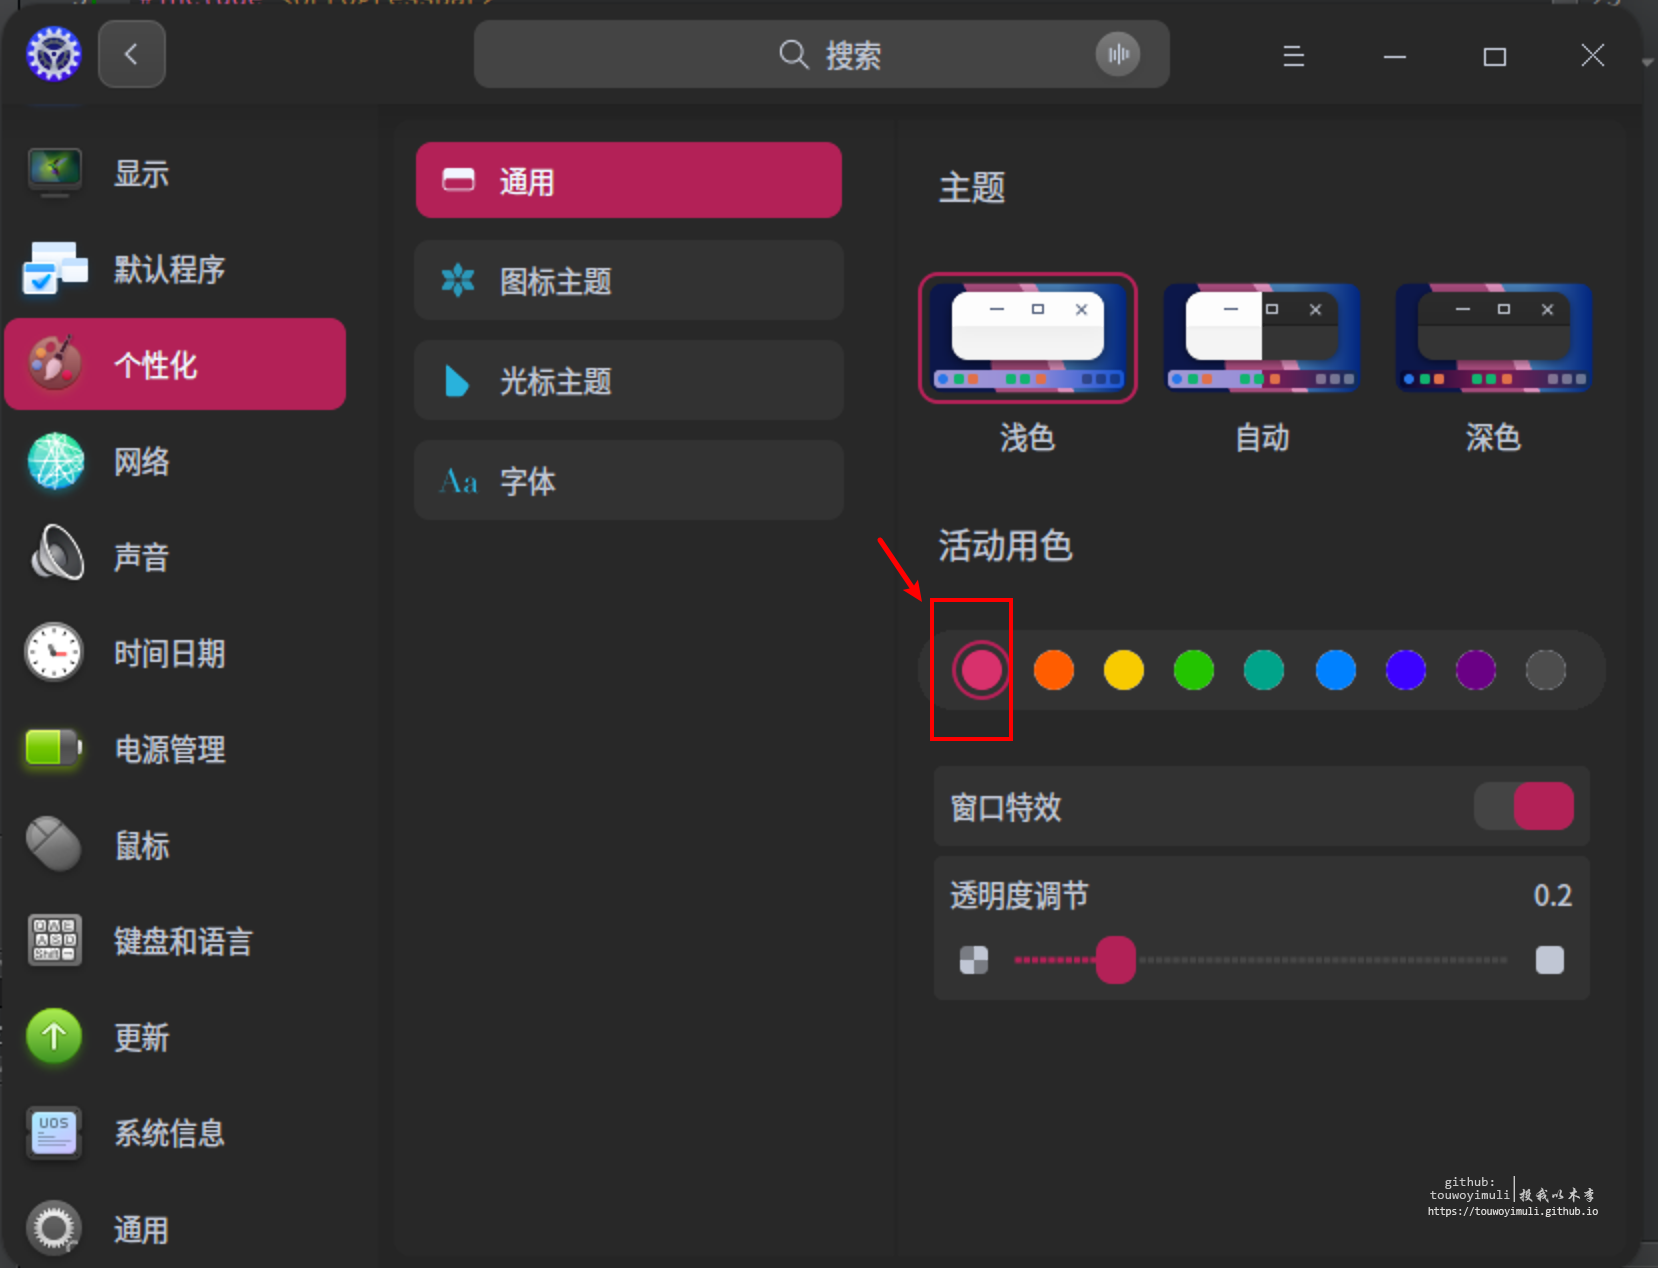 搜索
显示
默认程序
个性化
网络
声音
时间日期
电源管理
鼠标
键盘和语言
更新
UOS
系统信息
通用
通用
图标主题
光标主题
Aa 字体
主题
浅色
自动
深色
活动用色
窗口特效
透明度调节
0.2
github:
touwoyimuli
投我以木李
https://touwoyimuli.github.io